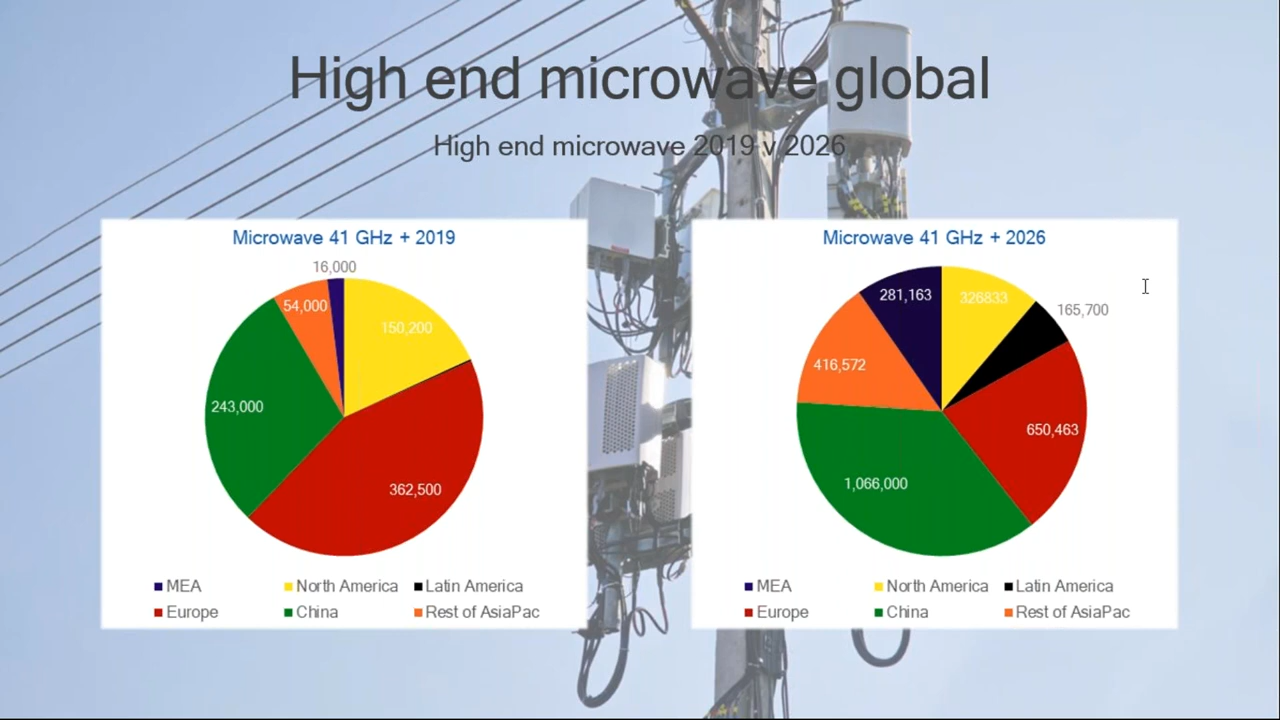 High end microwave global
High end microwave 2019 v 2026
Microwave 41 GHz + 2019
16,000
54,000
150,200
243,000
362,500
MEA
North America
Latin America
Europe
China
Rest of AsiaPac
Microwave 41 GHz + 2026
281,163
326833
165,700
416,572
650,463
1,066,000
MEA
North America
Latin America
Europe
China
Rest of AsiaPac